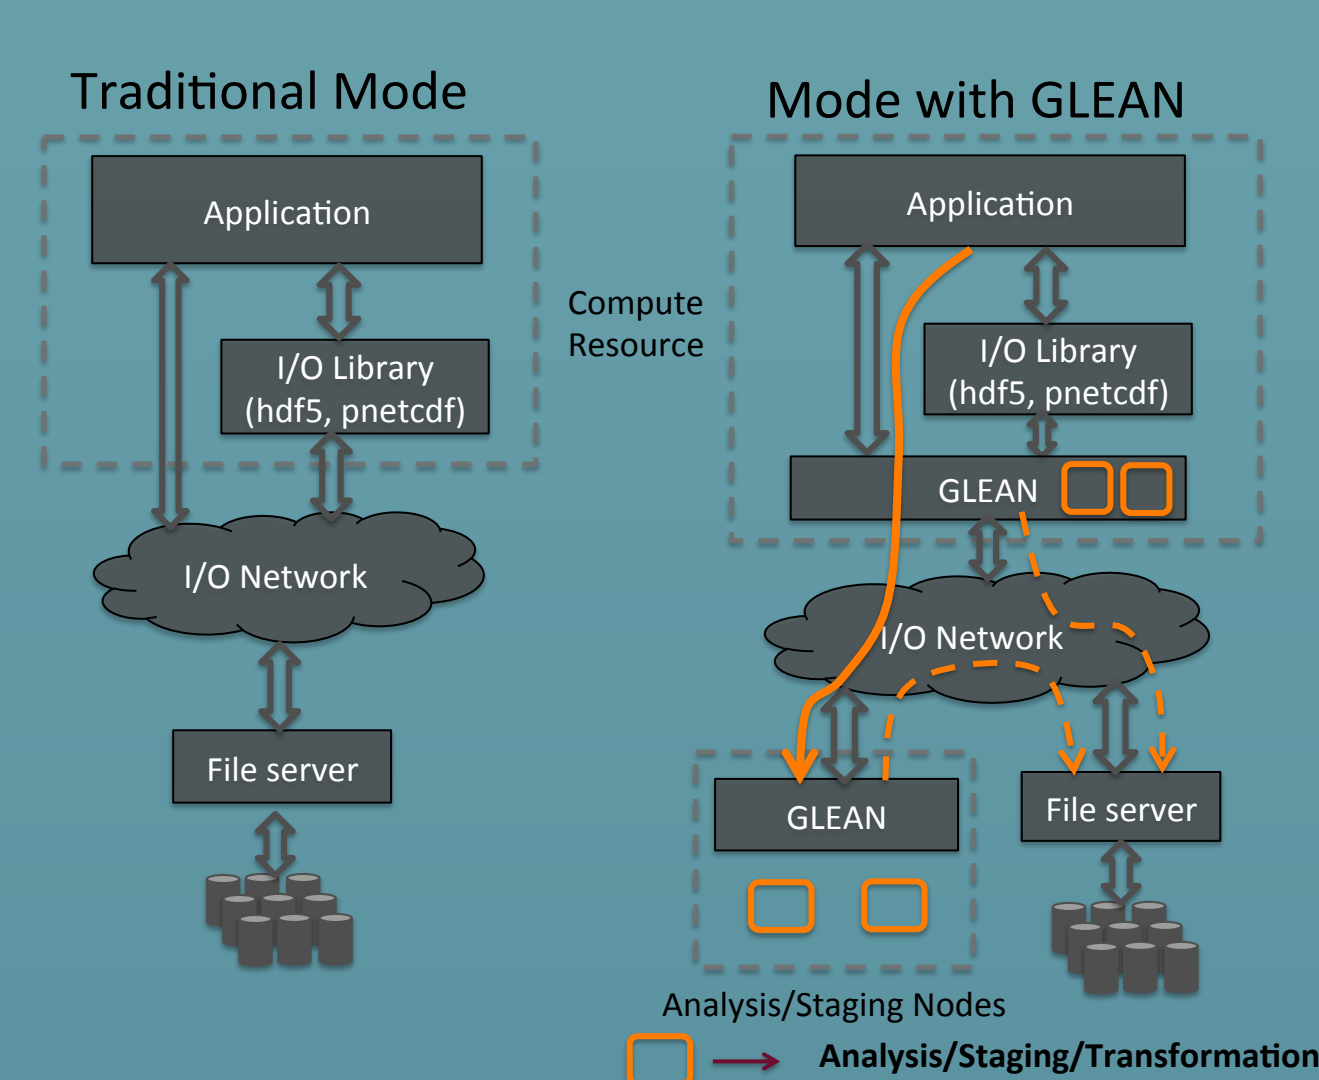 Traditional Mode
Application
I/O Library
(hdf5, pnetcdf)
I/O Network
File server
Compute
Resource
Mode with GLEAN
Application
I/O Library
(hdf5, pnetcdf)
GLEAN
I/O Network
GLEAN
File server
Analysis/Staging Nodes
Analysis/Staging/Transformation